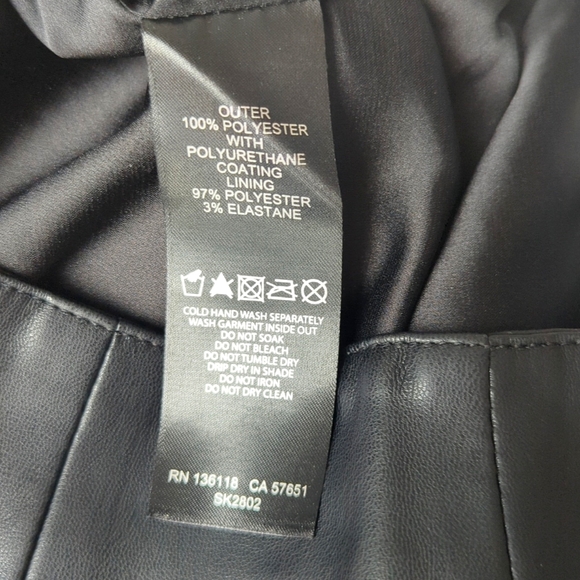 OUTER
100% POLYESTER
WITH
POLYURETHANE
COATING
LINING
97% POLYESTER
3% ELASTANE
COLD HAND WASH SEPARATELY
WASH GARMENT INSIDE OUT
DO NOT SOAK
DO NOT BLEACH
DO NOT TUMBLE DRY
DRIP DRY IN SHADE
DO NOT IRON
DO NOT DRY CLEAN
RN 136118 CA 57651
SK2802